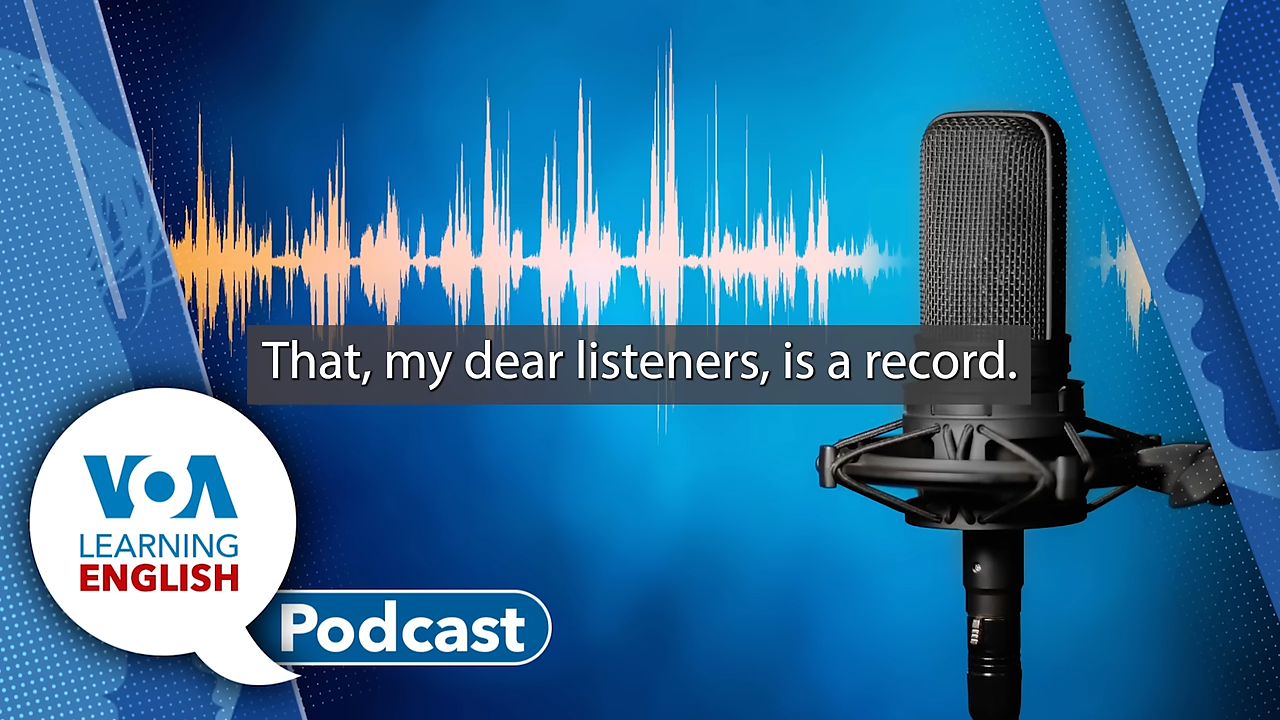 That, my dear listeners, is a record.
VOA
LEARNING
ENGLISH
Podcast